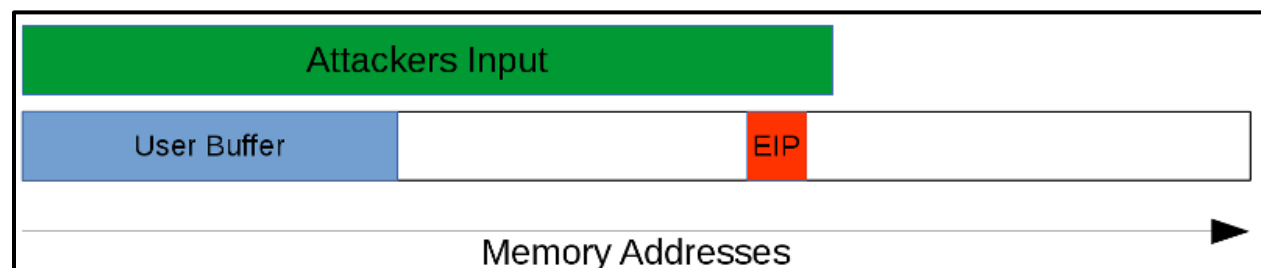 Attackers Input
User Buffer EIP
Memory Addresses